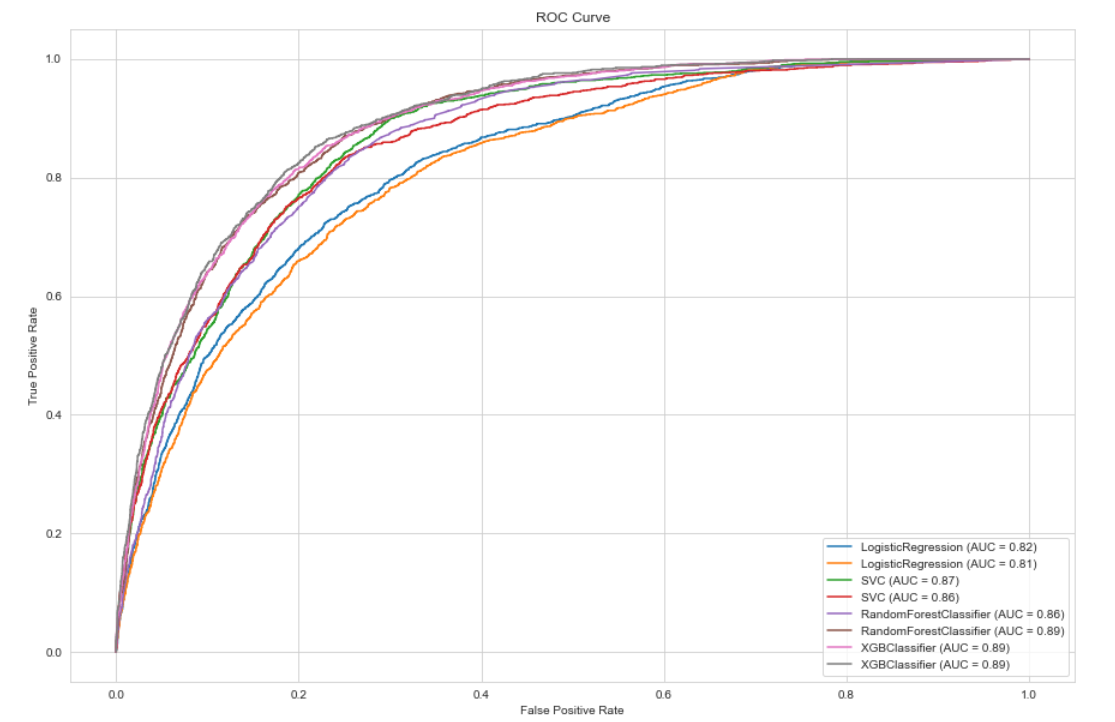 ROC Curve
True Positive Rate
1.0
0.8
0.6
0.4
0.2
0.0
LogisticRegression (AUC = 0.82)
LogisticRegression (AUC = 0.81)
SVC (AUC = 0.87)
SVC (AUC = 0.86)
RandomForestClassifier (AUC = 0.86)
RandomForestClassifier (AUC = 0.89)
XGBClassifier (AUC = 0.89)
XGBClassifier (AUC = 0.89)
0.0 0.2 0.4 0.6 0.8 1.0
False Positive Rate